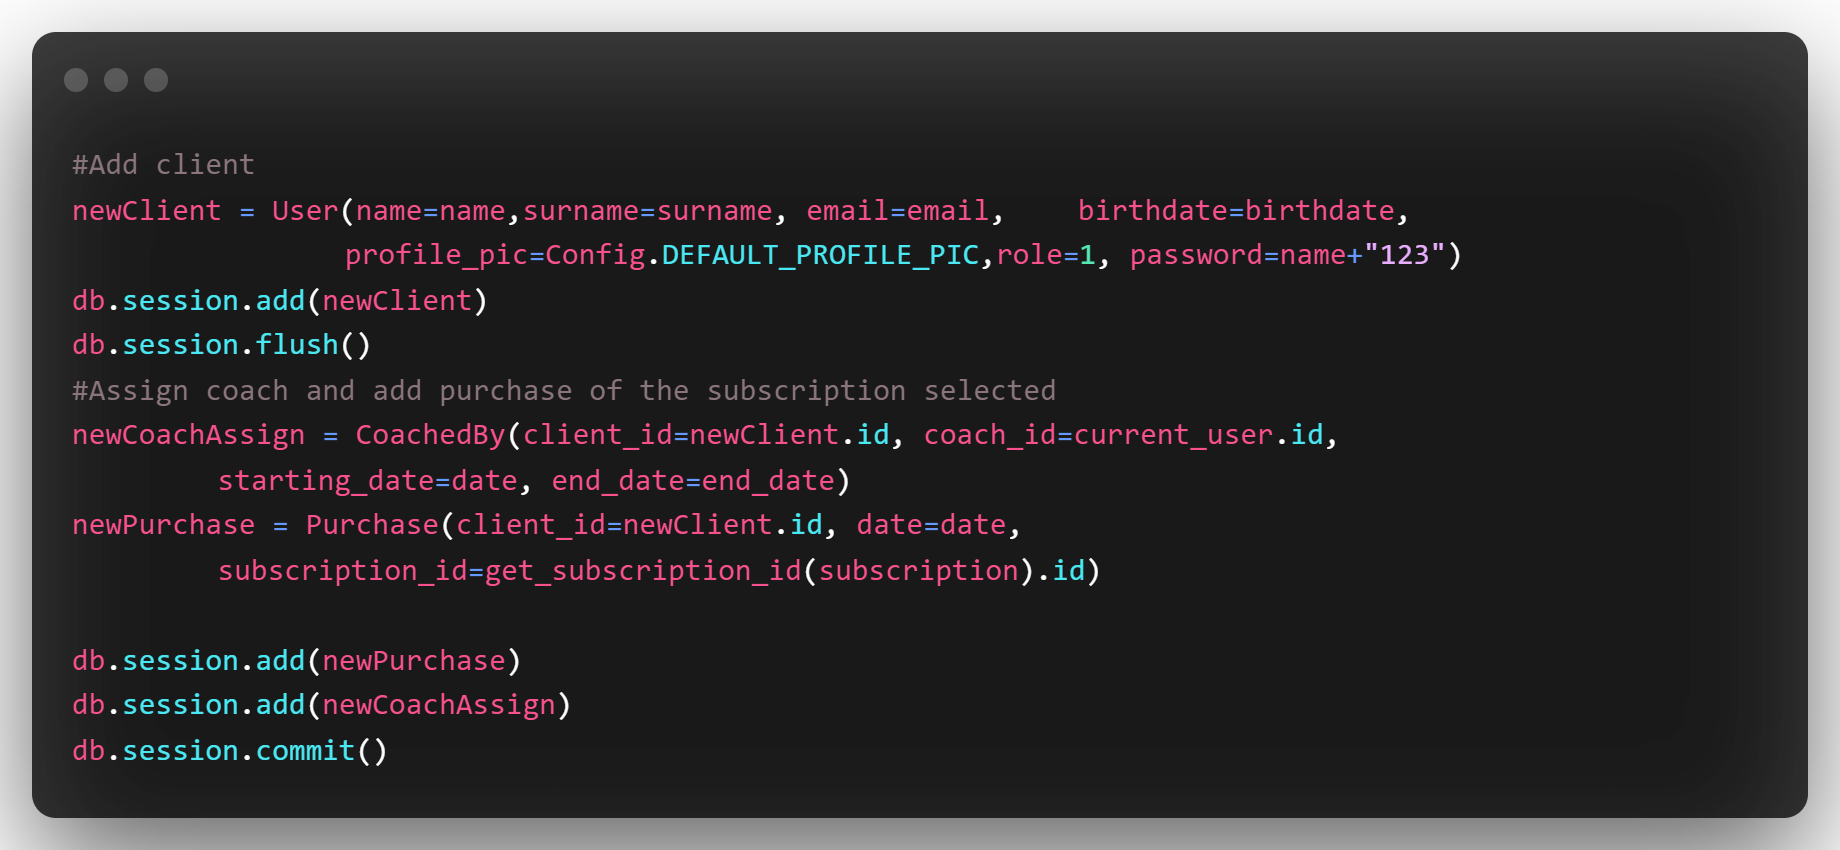 #Add client
newClient = User(name=name,surname=surname, email=email,    birthdate=birthdate,
profile_pic=Config.DEFAULT_PROFILE_PIC,role=1, password=name+"123")
db.session.add(newClient)
db.session.flush()
#Assign coach and add purchase of the subscription selected
newCoachAssign = CoachedBy(client_id=newClient.id, coach_id=current_user.id,
starting_date=date, end_date=end_date)
newPurchase = Purchase(client_id=newClient.id, date=date,
subscription_id=get_subscription_id(subscription).id)
db.session.add(newPurchase)
db.session.add(newCoachAssign)
db.session.commit()